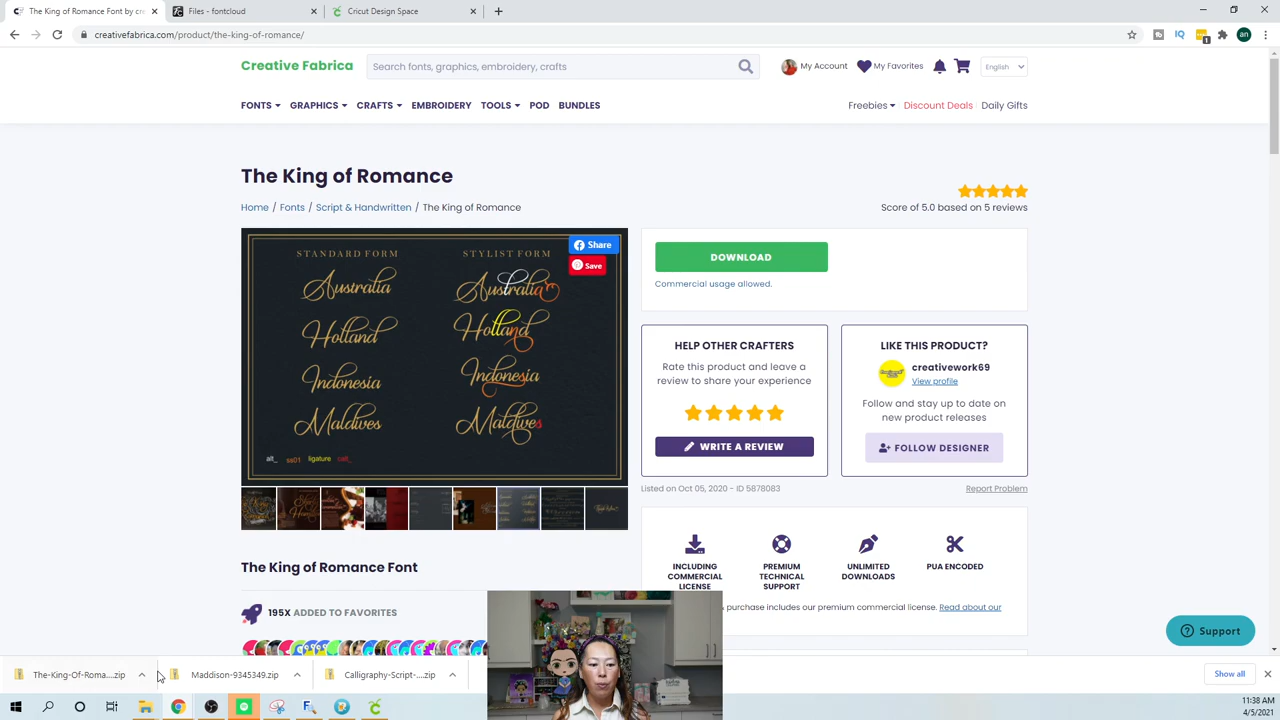 The King of Romance Font by cre
Files - fontcloud
Cricut Design Space
creativefabrica.com/product/the-king-of-romance/
IQ
1
an
Creative Fabrica
Search fonts, graphics, embroidery, crafts
My Account
My Favorites
English
FONTS
GRAPHICS
CRAFTS
EMBROIDERY
TOOLS
POD
BUNDLES
Freebies
Discount Deals
Daily Gifts
The King of Romance
Home / Fonts / Script & Handwritten / The King of Romance
Score of 5.0 based on 5 reviews
STANDARD FORM
STYLIST FORM
Share
Save
Australia
Australia
Holland
Holland
Indonesia
Indonesia
Maldives
Maldives
alt_
ss01
ligature
DOWNLOAD
Commercial usage allowed.
HELP OTHER CRAFTERS
Rate this product and leave a
review to share your experience
WRITE A REVIEW
LIKE THIS PRODUCT?
creativework69
View profile
Follow and stay up to date on
new product releases
FOLLOW DESIGNER
Listed on Oct 05, 2020 - ID 5878083
Report Problem
INCLUDING
COMMERCIAL
LICENSE
PREMIUM
TECHNICAL
SUPPORT
UNLIMITED
DOWNLOADS
PUA ENCODED
purchase includes our premium commercial license. Read about our
The King of Romance Font
195X ADDED TO FAVORITES
Support
The-King-Of-Roma....zip
Maddison-9345349.zip
Calligraphy-Script-....zip
Show all
11:38 AM
4/5/2021